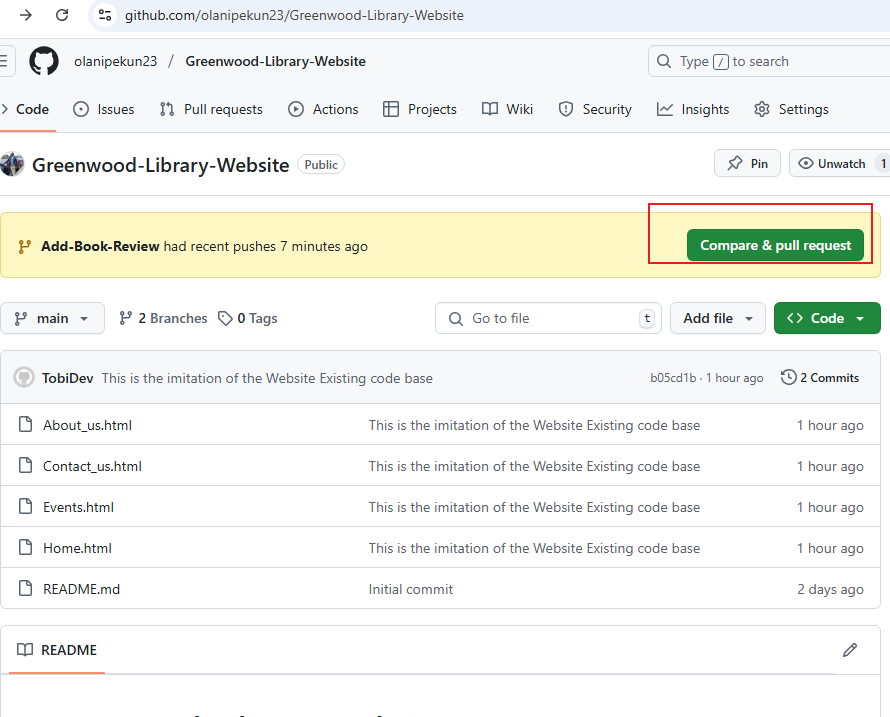 github.com/olanipekun23/Greenwood-Library-Website
olanipekun23 / Greenwood-Library-Website
Type / to search
Code Issues Pull requests Actions Projects Wiki Security Insights Settings
Greenwood-Library-Website Public
Pin Unwatch 1
Add-Book-Review had recent pushes 7 minutes ago
Compare & pull request
main 2 Branches 0 Tags
Go to file t
Add file
Code
TobiDev This is the imitation of the Website Existing code base b05cd1b · 1 hour ago 2 Commits
About_us.html This is the imitation of the Website Existing code base 1 hour ago
Contact_us.html This is the imitation of the Website Existing code base 1 hour ago
Events.html This is the imitation of the Website Existing code base 1 hour ago
Home.html This is the imitation of the Website Existing code base 1 hour ago
README.md Initial commit 2 days ago
README